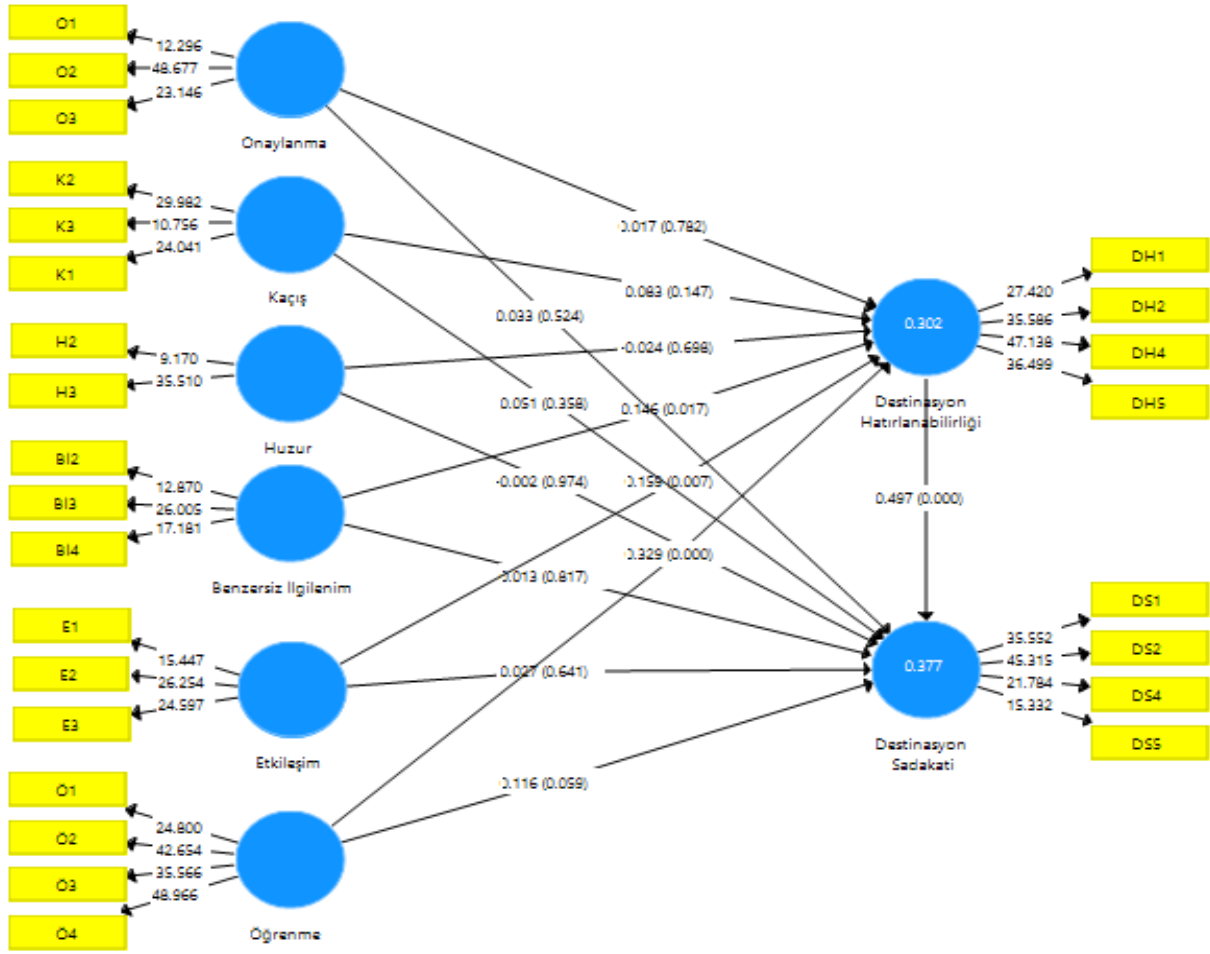 O1
12.296
O2
48.677
O3
23.146
Onaylanma
K2
29.982
K3
10.756
K1
24.041
Kaçış
H2
9.170
H3
35.510
Huzur
Bİ2
12.870
Bİ3
26.005
Bİ4
17.181
Benzersiz İlgilenim
E1
15.447
E2
26.254
E3
24.597
Etkileşim
Ö1
24.800
Ö2
42.654
Ö3
35.566
Ö4
48.966
Öğrenme
0.017 (0.782)
0.083 (0.147)
0.033 (0.524)
-0.024 (0.698)
0.051 (0.358)
0.146 (0.017)
-0.002 (0.974)
0.159 (0.007)
0.329 (0.000)
0.013 (0.817)
0.027 (0.641)
0.116 (0.059)
0.302
Destinasyon
Hatırlanabilirliği
0.497 (0.000)
0.377
Destinasyon
Sadakati
DH1
27.420
DH2
35.586
DH4
47.138
DH5
36.499
DS1
35.552
DS2
45.315
DS4
21.784
DS5
15.332